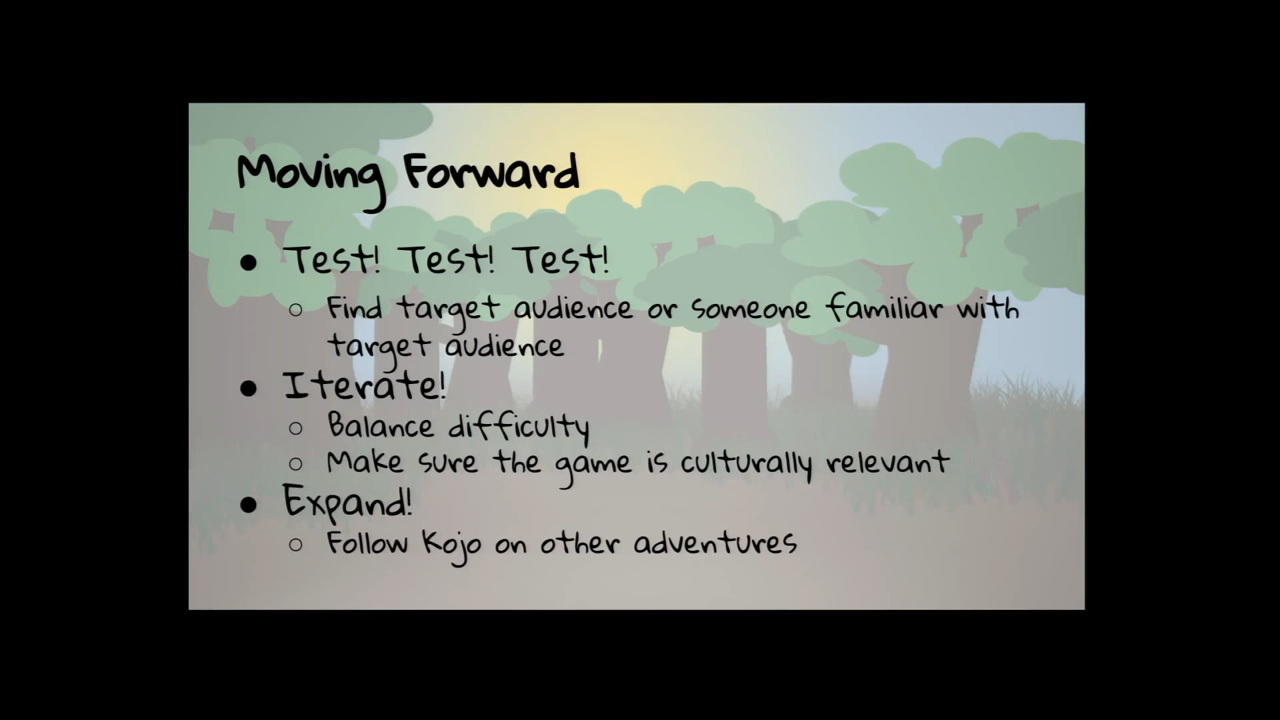 Moving Forward
● Test! Test! Test!
○ Find target audience or someone familiar with
target audience
● Iterate!
○ Balance difficulty
○ Make sure the game is culturally relevant
● Expand!
○ Follow Kojo on other adventures